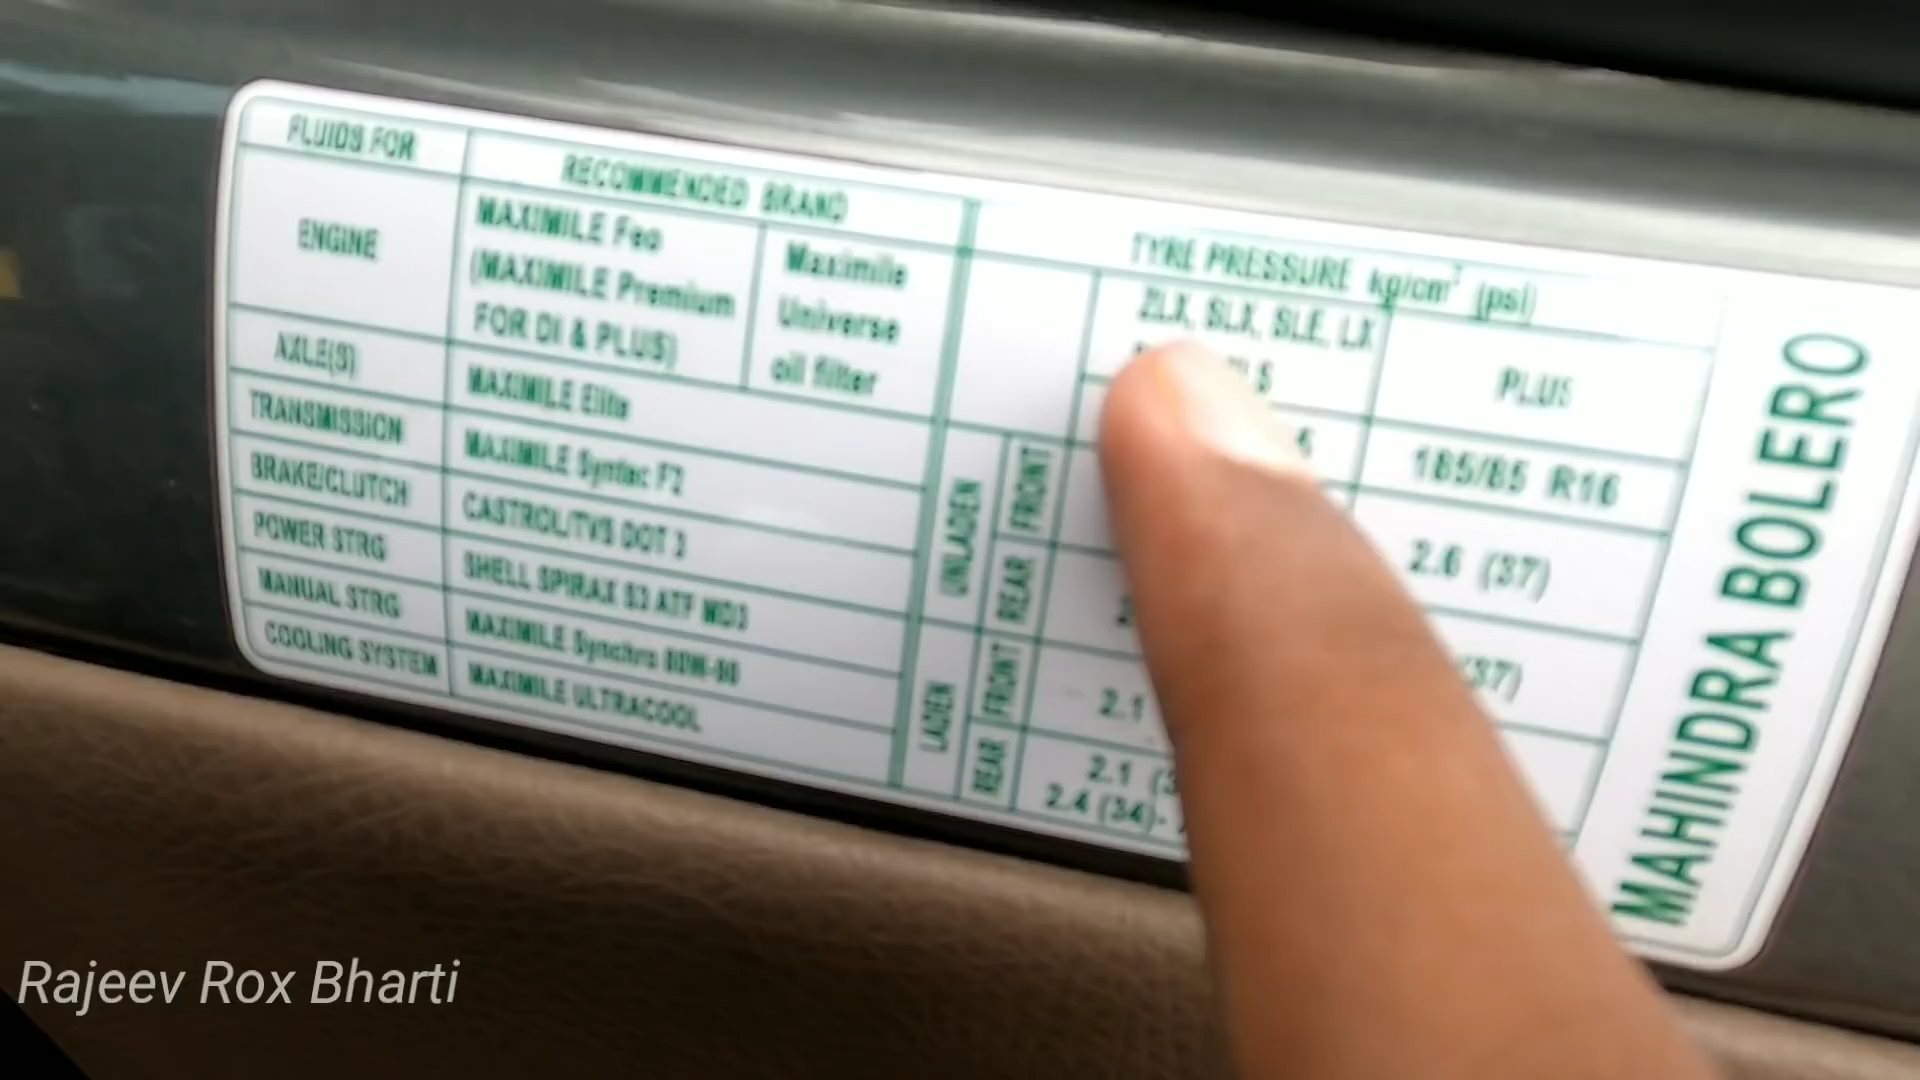 FLUIDS FOR
RECOMMENDED BRAND
ENGINE
MAXIMILE Feo
(MAXIMILE Premium
FOR DI & PLUS)
Maximile
Universe
oil filter
AXLE(S)
MAXIMILE Elite
TRANSMISSION
MAXIMILE Syntec F2
BRAKE/CLUTCH
CASTROL/TVS DOT 3
POWER STRG
SHELL SPIRAX S3 ATF MD3
MANUAL STRG
MAXIMILE Synchro 80W-90
COOLING SYSTEM
MAXIMILE ULTRACOOL
TYRE PRESSURE kg/cm² (psi)
ZLX, SLX, SLE, LX
PLUS
185/85 R16
UNLADEN
FRONT
2.6 (37)
REAR
(37)
LADEN
FRONT
2.1
REAR
2.1
2.4 (34)-
MAHINDRA BOLERO
Rajeev Rox Bharti